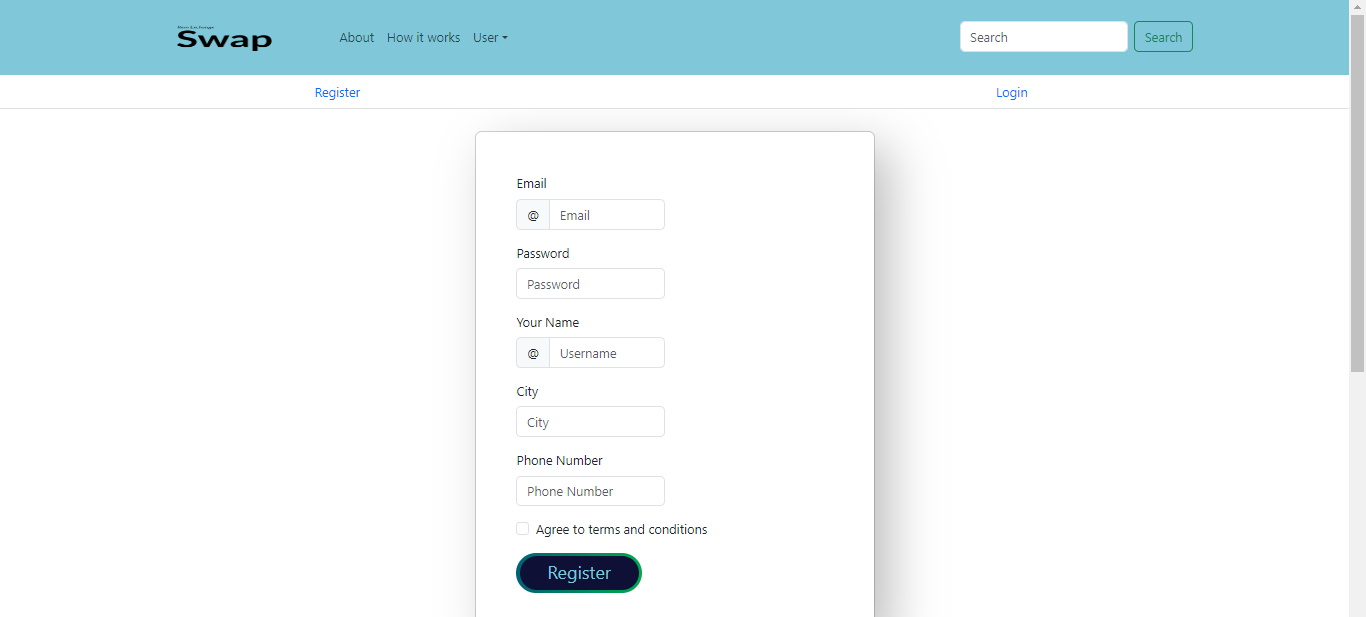 Swap
About How it works User Search Search
Register Login
Email
@ Email
Password
Password
Your Name
@ Username
City
City
Phone Number
Phone Number
Agree to terms and conditions
Register